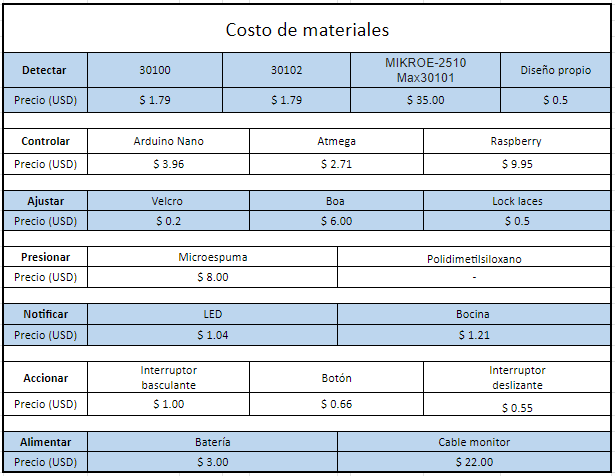 Costo de materiales
Detectar 30100 30102 MIKROE-2510 Max30101 Diseño propio
Precio (USD) $ 1.79 $ 1.79 $ 35.00 $ 0.5
Controlar Arduino Nano Atmega Raspberry
Precio (USD) $ 3.96 $ 2.71 $ 9.95
Ajustar Velcro Boa Lock laces
Precio (USD) $ 0.2 $ 6.00 $ 0.5
Presionar Microespuma Polidimetilsiloxano
Precio (USD) $ 8.00 -
Notificar LED Bocina
Precio (USD) $ 1.04 $ 1.21
Accionar Interruptor basculante Botón Interruptor deslizante
Precio (USD) $ 1.00 $ 0.66 $ 0.55
Alimentar Batería Cable monitor
Precio (USD) $ 3.00 $ 22.00